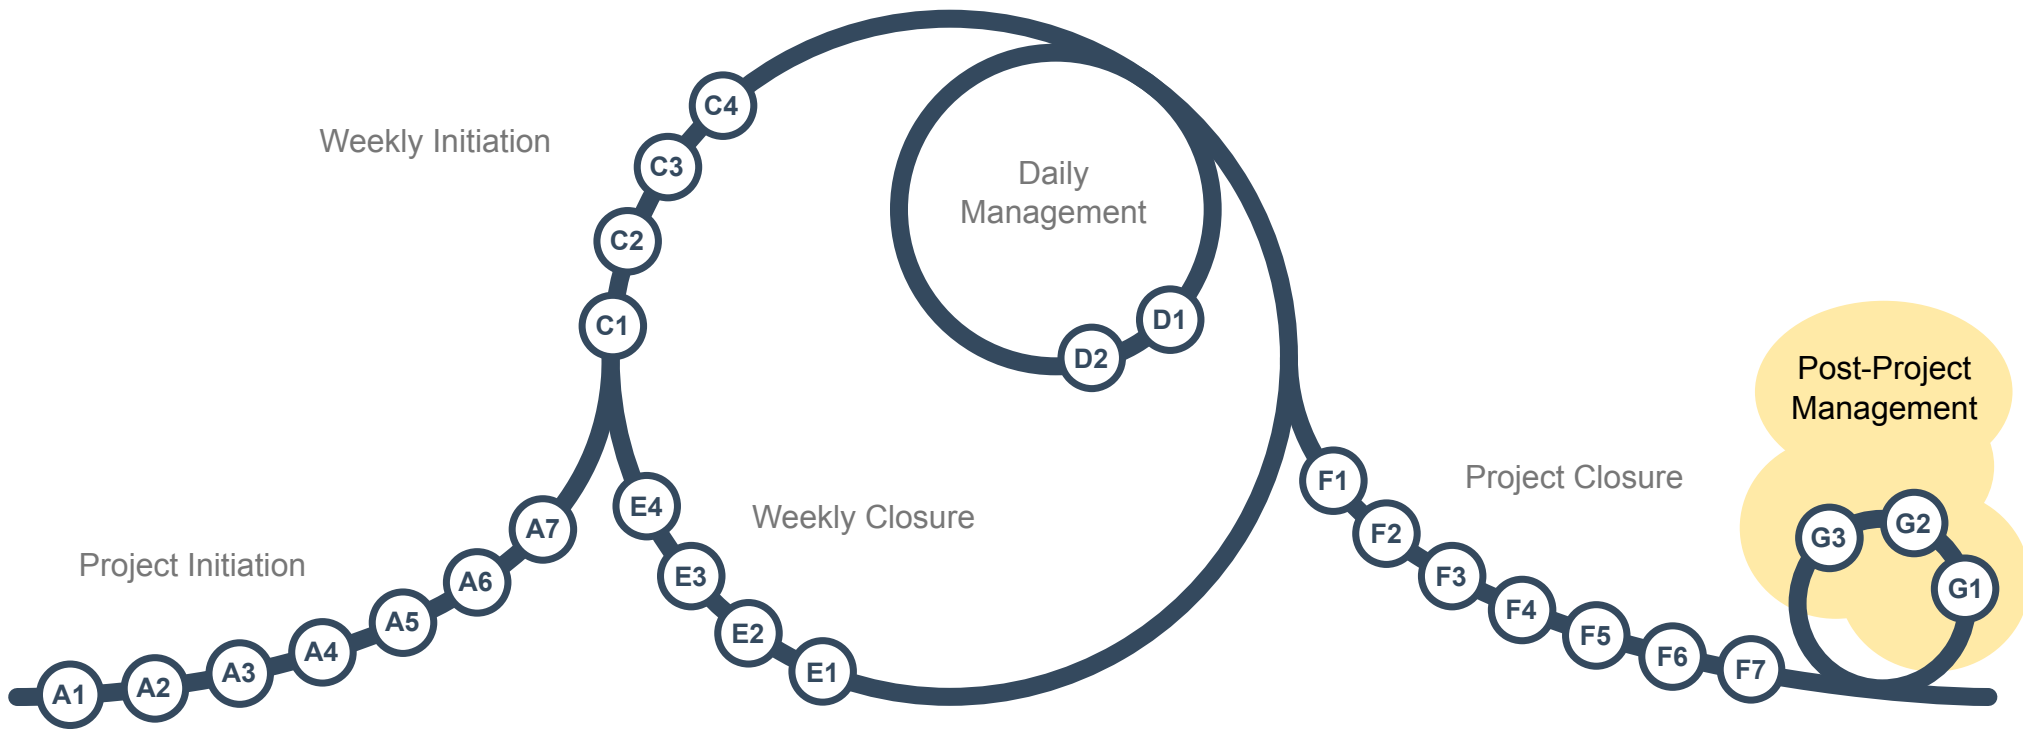 Project Initiation
A1
A2
A3
A4
A5
A6
A7
Weekly Initiation
C1
C2
C3
C4
Daily
Management
D1
D2
Weekly Closure
E1
E2
E3
E4
Project Closure
F1
F2
F3
F4
F5
F6
F7
Post-Project
Management
G1
G2
G3